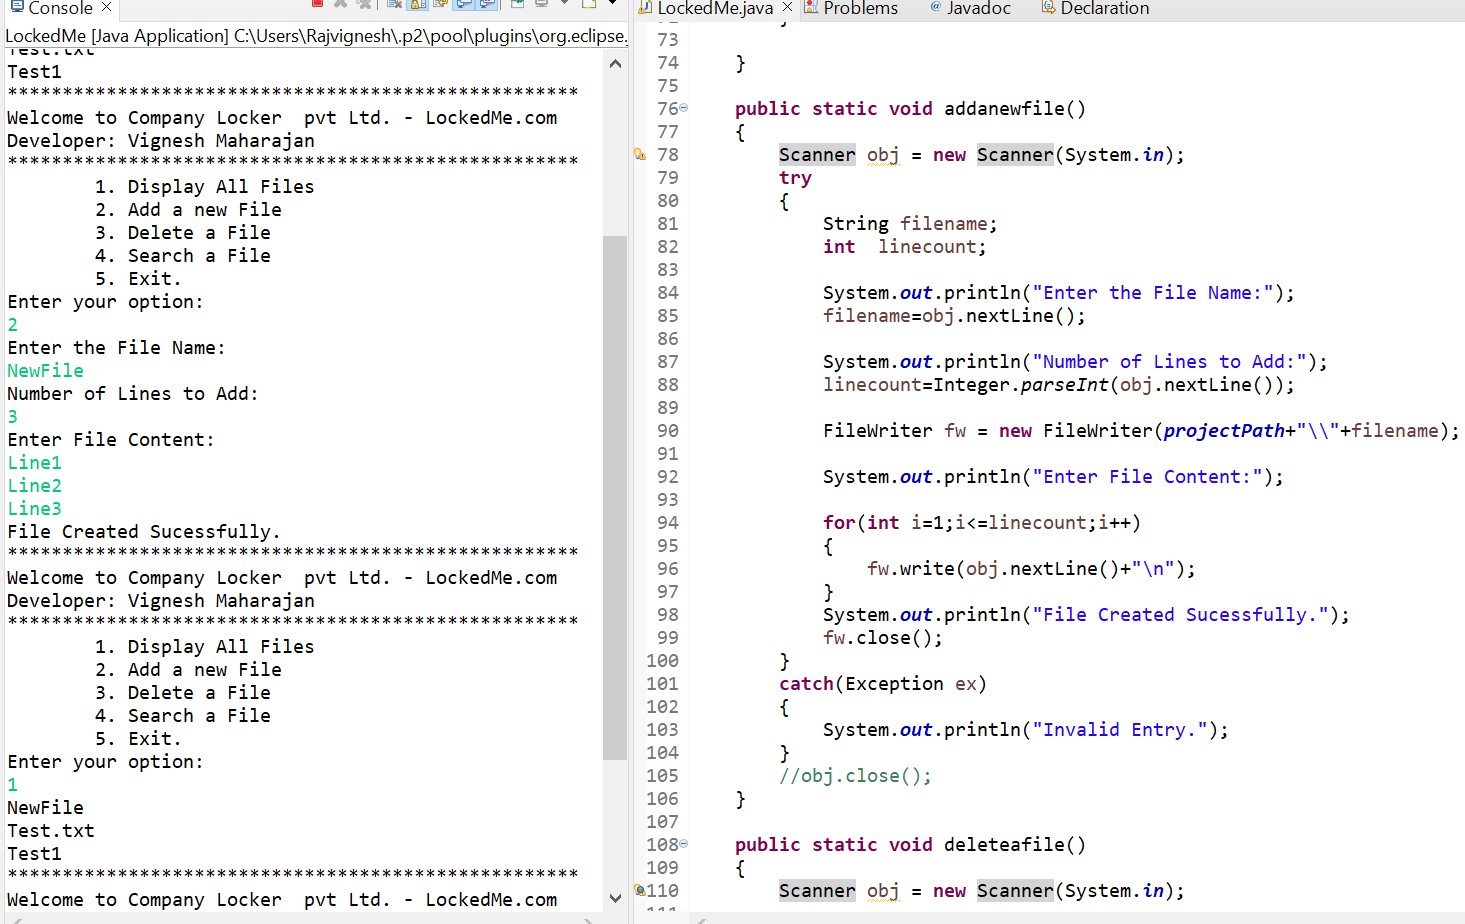 Console
LockedMe [Java Application] C:\Users\Rajvignesh\.p2\pool\plugins\org.eclipse.
Test.txt
Test1
****************************************************
Welcome to Company Locker  pvt Ltd. - LockedMe.com
Developer: Vignesh Maharajan
****************************************************
        1. Display All Files
        2. Add a new File
        3. Delete a File
        4. Search a File
        5. Exit.
Enter your option:
2
Enter the File Name:
NewFile
Number of Lines to Add:
3
Enter File Content:
Line1
Line2
Line3
File Created Sucessfully.
****************************************************
Welcome to Company Locker  pvt Ltd. - LockedMe.com
Developer: Vignesh Maharajan
****************************************************
        1. Display All Files
        2. Add a new File
        3. Delete a File
        4. Search a File
        5. Exit.
Enter your option:
1
NewFile
Test.txt
Test1
****************************************************
Welcome to Company Locker  pvt Ltd. - LockedMe.com
LockedMe.java Problems @ Javadoc Declaration
73
74     }
75
76     public static void addanewfile()
77     {
78         Scanner obj = new Scanner(System.in);
79         try
80         {
81             String filename;
82             int  linecount;
83
84             System.out.println("Enter the File Name:");
85             filename=obj.nextLine();
86
87             System.out.println("Number of Lines to Add:");
88             linecount=Integer.parseInt(obj.nextLine());
89
90             FileWriter fw = new FileWriter(projectPath+"\\"+filename);
91
92             System.out.println("Enter File Content:");
93
94             for(int i=1;i<=linecount;i++)
95             {
96                 fw.write(obj.nextLine()+"\n");
97             }
98             System.out.println("File Created Sucessfully.");
99             fw.close();
100         }
101         catch(Exception ex)
102         {
103             System.out.println("Invalid Entry.");
104         }
105         //obj.close();
106     }
107
108     public static void deleteafile()
109     {
110         Scanner obj = new Scanner(System.in);